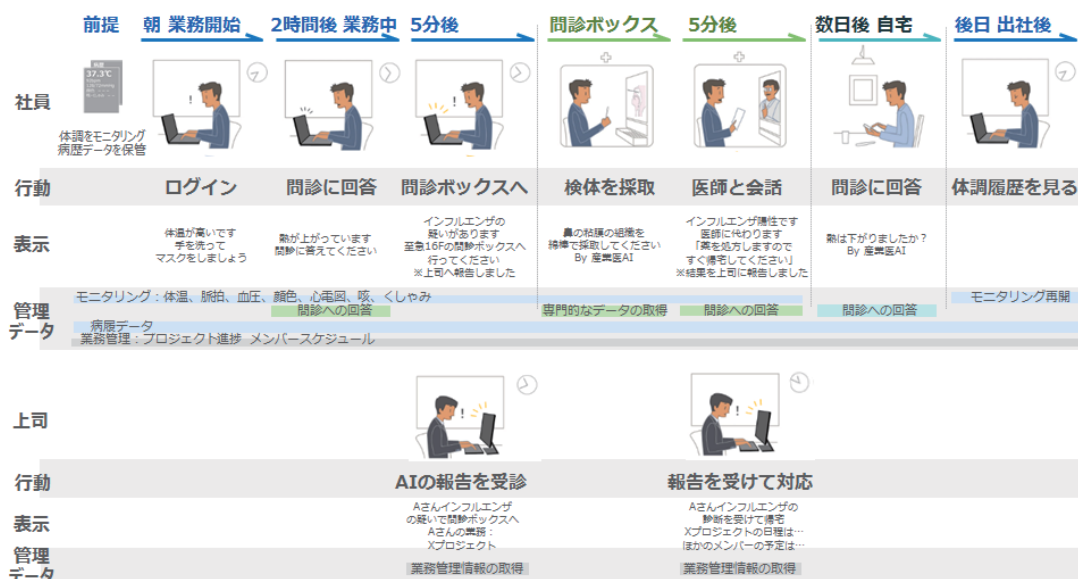 前提 朝 業務開始 2時間後 業務中 5分後 問診ボックス 5分後 数日後 自宅 後日 出社後
37.3℃
社員
体調をモニタリング
病歴データを保管
行動 ログイン 問診に回答 問診ボックスへ 検体を採取 医師と会話 問診に回答 体調履歴を見る
表示
体温が高いです
手を洗って
マスクをしましょう
熱が上がっています
問診に答えてください
インフルエンザの
疑いがあります
至急16Fの問診ボックスへ
行ってください
※上司へ報告しました
鼻の粘膜の組織を
綿棒で採取してください
By 産業医AI
インフルエンザ陽性です
医師に代わります
「薬を処方しますので
すぐ帰宅してください」
※結果を上司に報告しました
熱は下がりましたか?
By 産業医AI
管理
データ
モニタリング:体温、脈拍、血圧、顔色、心電図、咳、くしゃみ
モニタリング再開
問診への回答 専門的なデータの取得 問診への回答 問診への回答
病履データ
業務管理:プロジェクト進捗 メンバースケジュール
上司
行動 AIの報告を受診 報告を受けて対応
表示
Aさんインフルエンザ
の疑いで問診ボックスへ
Aさんの業務:
Xプロジェクト
Aさんインフルエンザの
診断を受けて帰宅
Xプロジェクトの日程は…
ほかのメンバーの予定は…
管理
データ
業務管理情報の取得 業務管理情報の取得